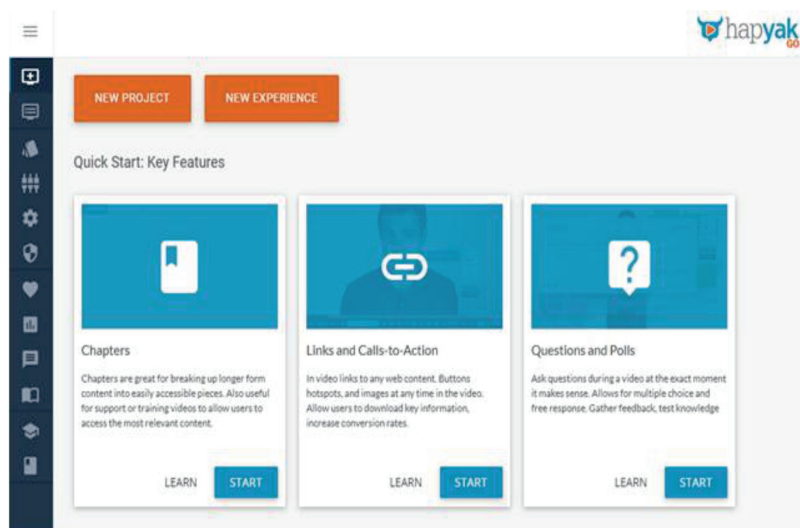 hapyak
GO
NEW PROJECT
NEW EXPERIENCE
Quick Start: Key Features
?
Chapters
Chapters are great for breaking up longer form
content into easily accessible pieces. Also useful
for support or training videos to allow users to
access the most relevant content.
LEARN
START
Links and Calls-to-Action
In video links to any web content. Buttons
hotspots, and images at any time in the video.
Allow users to download key information,
increase conversion rates.
LEARN
START
Questions and Polls
Ask questions during a video at the exact moment
it makes sense. Allows for multiple choice and
free response. Gather feedback, test knowledge
LEARN
START